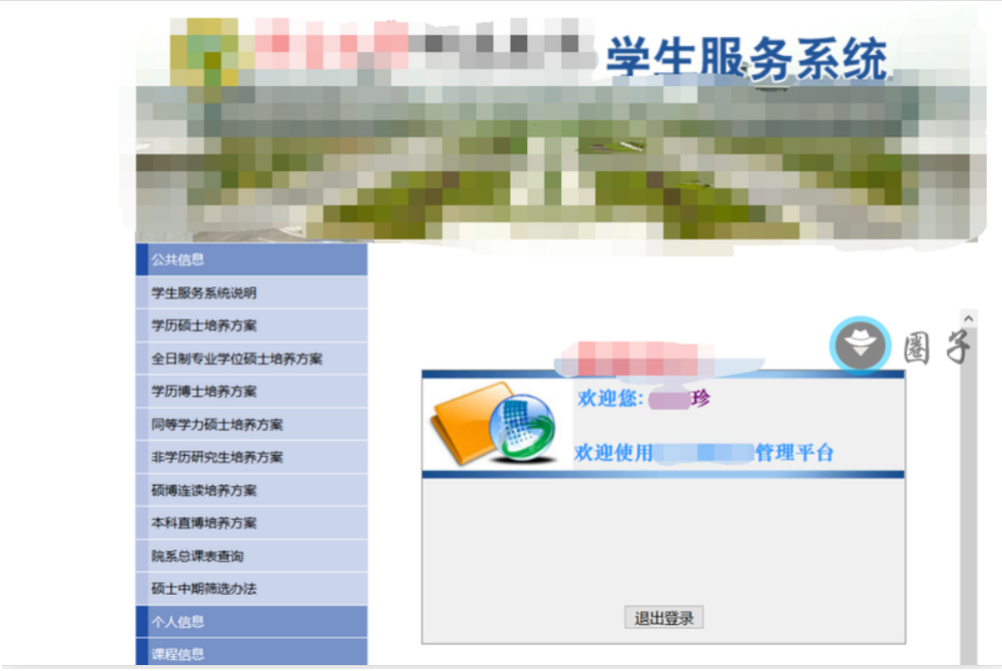 学生服务系统
公共信息
学生服务系统说明
学历硕士培养方案
全日制专业学位硕士培养方案
学历博士培养方案
同等学力硕士培养方案
非学历研究生培养方案
硕博连读培养方案
本科直博培养方案
院系总课表查询
硕士中期筛选办法
个人信息
课程信息
圈子
欢迎您: 珍
欢迎使用 管理平台
退出登录